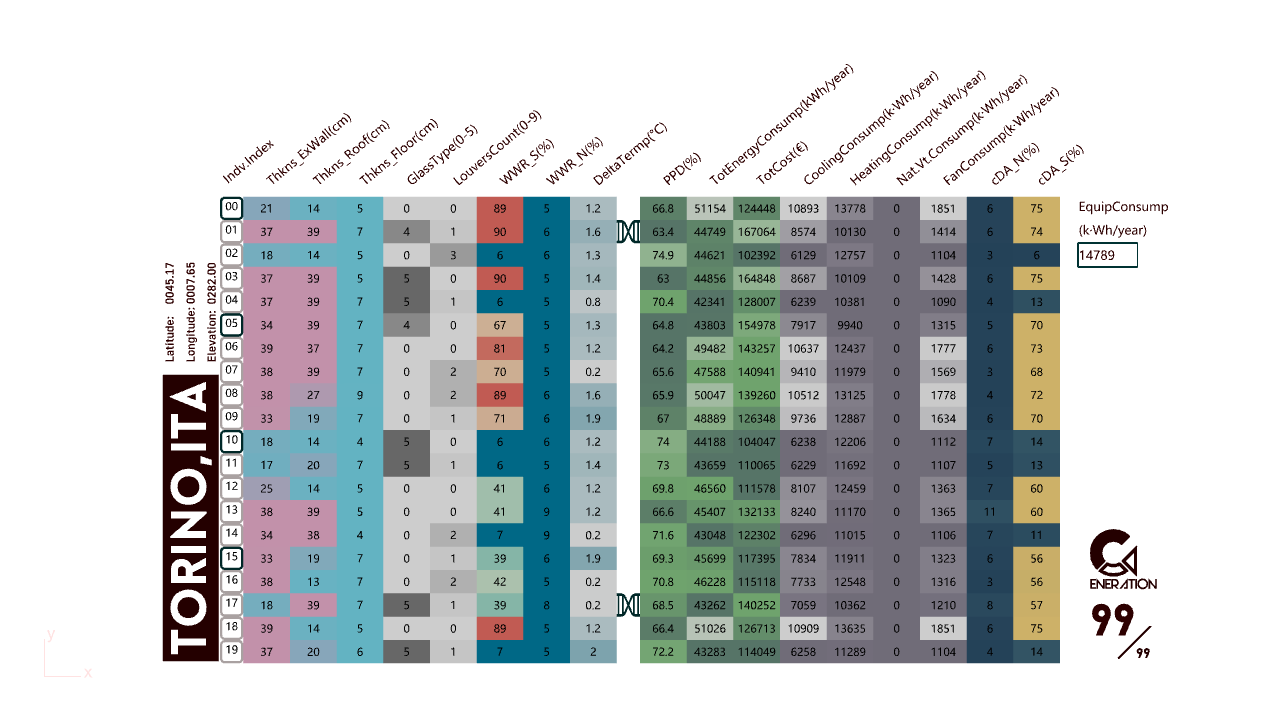 Indv.Index Thkns_ExWall(cm) Thkns_Roof(cm) Thkns_Floor(cm) GlassType(0-5) LouversCount(0-9) WWR_S(%) WWR_N(%) DeltaTermp(°C) PPD(%) TotEnergyConsump(kWh/year) TotCost(€) CoolingConsump(k·Wh/year) HeatingConsump(k·Wh/year) Nat.Vt.Consump(k·Wh/year) FanConsump(k·Wh/year) cDA_N(%) cDA_S(%)
00 21 14 5 0 0 89 5 1.2 66.8 51154 124448 10893 13778 0 1851 6 75
01 37 39 7 4 1 90 6 1.6 63.4 44749 167064 8574 10130 0 1414 6 74
02 18 14 5 0 3 6 6 1.3 74.9 44621 102392 6129 12757 0 1104 3 6
03 37 39 5 5 0 90 5 1.4 63 44856 164848 8687 10109 0 1428 6 75
04 37 39 7 5 1 6 5 0.8 70.4 42341 128007 6239 10381 0 1090 4 13
05 34 39 7 4 0 67 5 1.3 64.8 43803 154978 7917 9940 0 1315 5 70
06 39 37 7 0 0 81 5 1.2 64.2 49482 143257 10637 12437 0 1777 6 73
07 38 39 7 0 2 70 5 0.2 65.6 47588 140941 9410 11979 0 1569 3 68
08 38 27 9 0 2 89 5 1.6 65.9 50047 139260 10512 13125 0 1778 4 72
09 33 19 7 0 1 71 5 1.9 67 48889 126348 9736 12887 0 1634 6 70
10 18 14 4 5 0 6 6 1.2 74 44188 104047 6238 12206 0 1112 7 14
11 17 20 7 5 1 6 5 1.4 73 43659 110065 6229 11692 0 1107 5 13
12 25 14 5 0 0 41 6 1.2 69.8 46560 111578 8107 12459 0 1363 7 60
13 38 39 5 0 0 41 9 1.2 66.6 45407 132133 8240 11170 0 1365 11 60
14 34 38 4 0 2 7 9 0.2 71.6 43048 122302 6296 11015 0 1106 7 11
15 33 19 7 0 1 39 6 1.9 69.3 45699 117395 7834 11911 0 1323 6 56
16 38 13 7 0 2 42 5 0.2 70.8 46228 115118 7733 12548 0 1316 3 56
17 18 39 7 5 1 39 8 0.2 68.5 43262 140252 7059 10362 0 1210 8 57
18 39 14 5 0 0 89 5 1.2 66.4 51026 126713 10909 13635 0 1851 6 75
19 37 20 6 5 1 7 5 2 72.2 43283 114049 6258 11289 0 1104 4 14
Latitude: 0045.17
Longitude: 0007.65
Elevation: 0282.00
TORINO,ITA
EquipConsump
(k·Wh/year)
14789
GENERATION
99/99
y
x